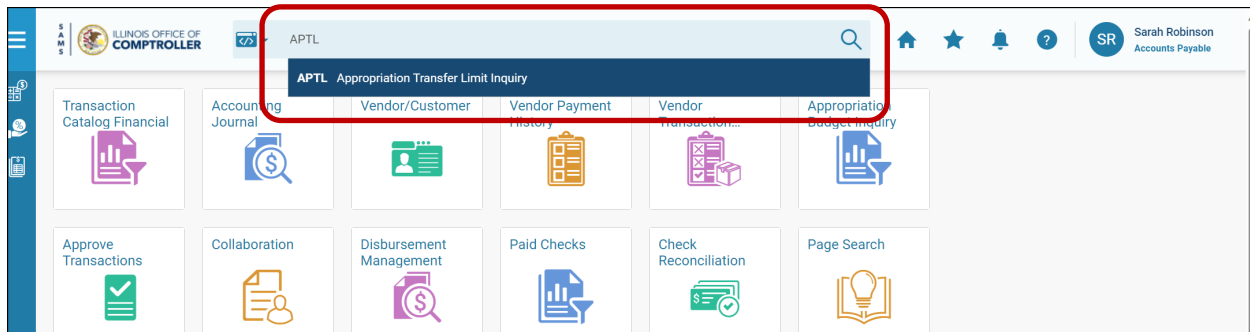 SAMS
ILLINOIS OFFICE OF
COMPTROLLER
APTL
Sarah Robinson
Accounts Payable
SR
?
APTL Appropriation Transfer Limit Inquiry
Transaction
Catalog Financial
Accounting
Journal
Vendor/Customer
Vendor Payment
History
Vendor
Transaction...
Appropriation
Budget Inquiry
Approve
Transactions
Collaboration
Disbursement
Management
Paid Checks
Check
Reconciliation
Page Search